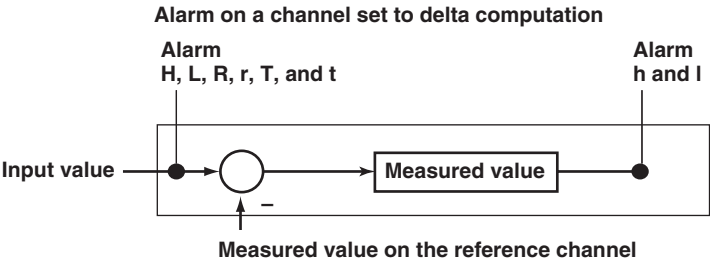 Alarm on a channel set to delta computation
Alarm
H, L, R, r, T, and t
Alarm
h and l
Input value
Measured value
–
Measured value on the reference channel